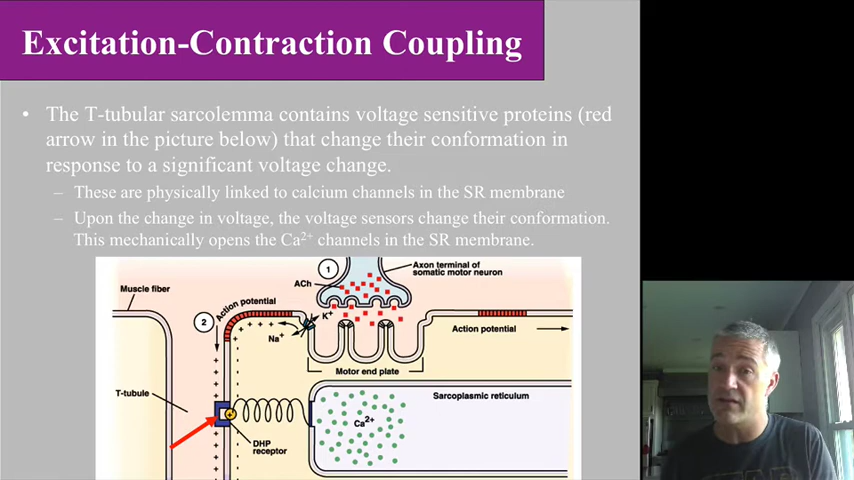 Excitation-Contraction Coupling
• The T-tubular sarcolemma contains voltage sensitive proteins (red
arrow in the picture below) that change their conformation in
response to a significant voltage change.
– These are physically linked to calcium channels in the SR membrane
– Upon the change in voltage, the voltage sensors change their conformation.
This mechanically opens the Ca²⁺ channels in the SR membrane.
1
Axon terminal of
somatic motor neuron
ACh
Muscle fiber
Action potential
2
K⁺
Na⁺
Action potential
Motor end plate
T-tubule
Sarcoplasmic reticulum
Ca²⁺
DHP
receptor